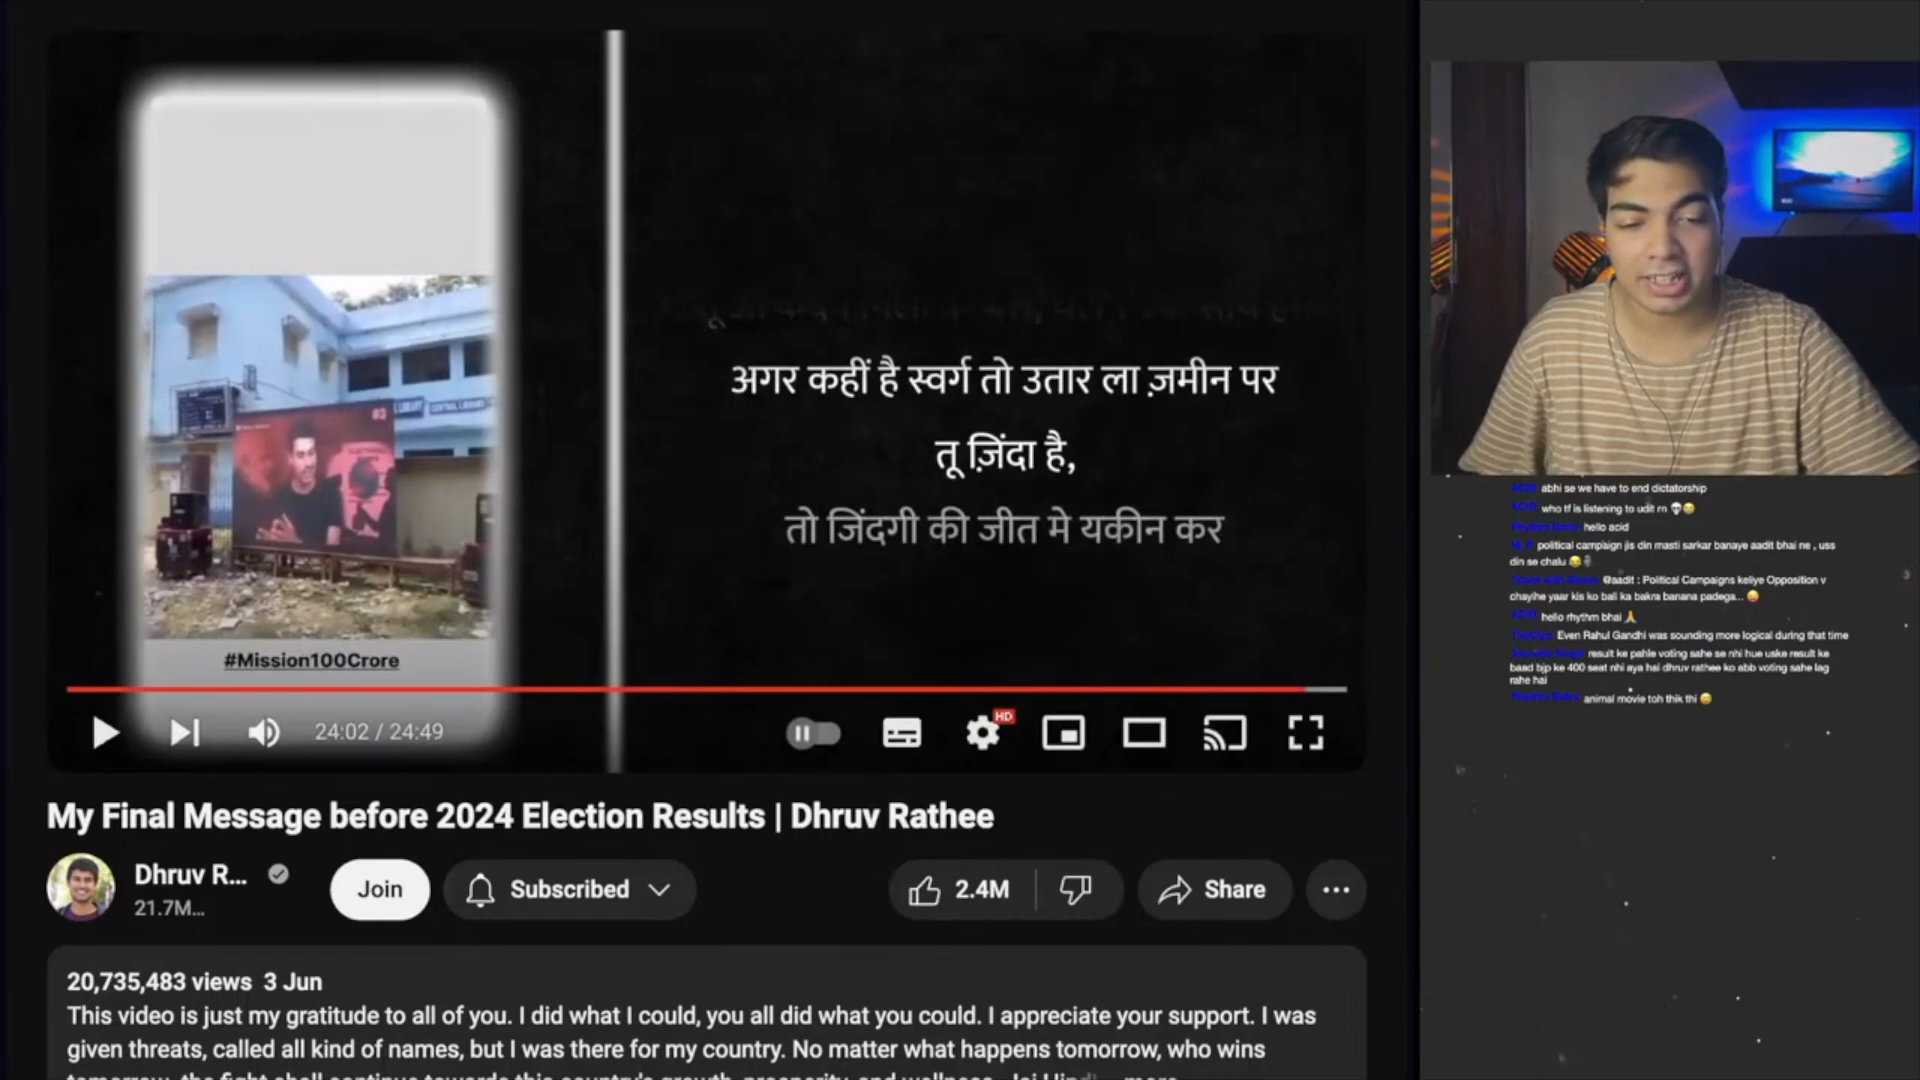 अगर कहीं है स्वर्ग तो उतार ला ज़मीन पर
तू ज़िंदा है,
तो जिंदगी की जीत मे यकीन कर
#3
LIBRARY
#Mission100Crore
24:02 / 24:49
HD
My Final Message before 2024 Election Results | Dhruv Rathee
Dhruv R...
21.7M...
Join
Subscribed
2.4M
Share
20,735,483 views 3 Jun
This video is just my gratitude to all of you. I did what I could, you all did what you could. I appreciate your support. I was
given threats, called all kind of names, but I was there for my country. No matter what happens tomorrow, who wins
ACID abhi se we have to end dictatorship
ACID who tf is listening to udit rn 💀😂
hello acid
political campaign jis din masti sarkar banaye aadit bhai ne , uss
din se chalu 😂
@aadit : Political Campaigns keliye Opposition v
chayihe yaar kis ko bali ka bakra banana padega...
ACID hello rhythm bhai 🙏
Even Rahul Gandhi was sounding more logical during that time
result ke pahle voting sahe se nhi hue uske result ke
baad bjp ke 400 seat nhi aya hai dhruv rathee ko abb voting sahe lag
rahe hai
animal movie toh thik thi